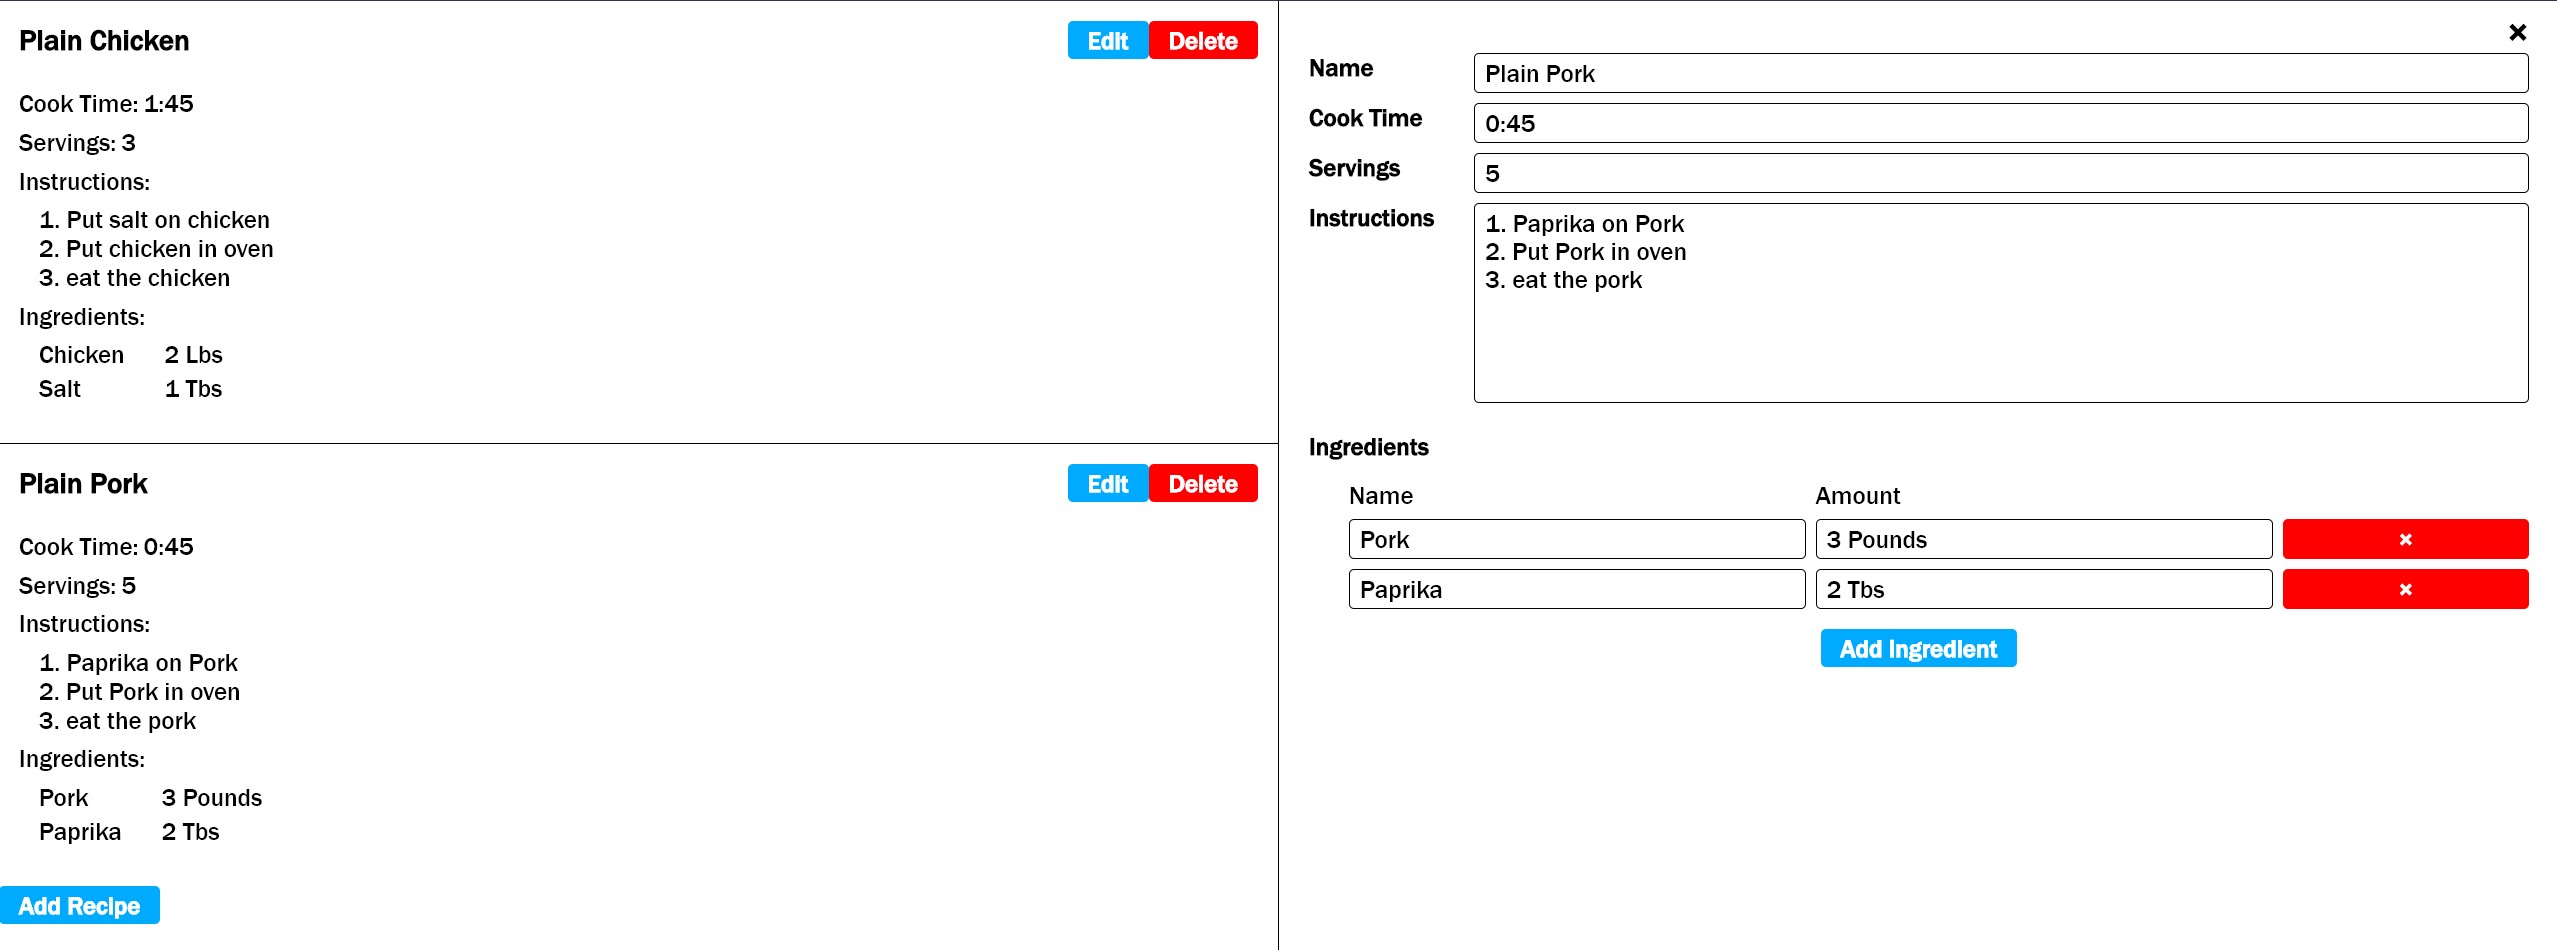 Plain Chicken
Edit Delete
Cook Time: 1:45
Servings: 3
Instructions:
1. Put salt on chicken
2. Put chicken in oven
3. eat the chicken
Ingredients:
Chicken 2 Lbs
Salt 1 Tbs
Plain Pork
Edit Delete
Cook Time: 0:45
Servings: 5
Instructions:
1. Paprika on Pork
2. Put Pork in oven
3. eat the pork
Ingredients:
Pork 3 Pounds
Paprika 2 Tbs
Add Recipe
×
Name Plain Pork
Cook Time 0:45
Servings 5
Instructions 1. Paprika on Pork
2. Put Pork in oven
3. eat the pork
Ingredients
Name Amount
Pork 3 Pounds ×
Paprika 2 Tbs ×
Add Ingredient